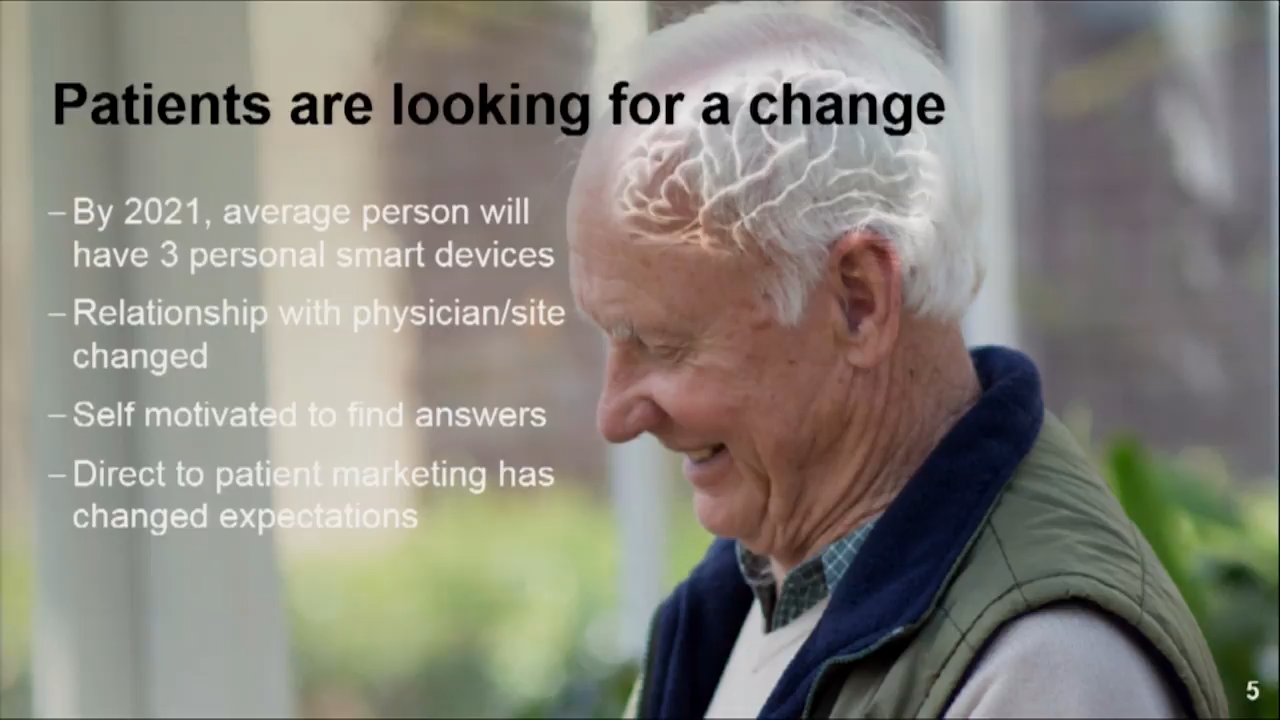 Patients are looking for a change
– By 2021, average person will
have 3 personal smart devices
– Relationship with physician/site
changed
– Self motivated to find answers
– Direct to patient marketing has
changed expectations
5